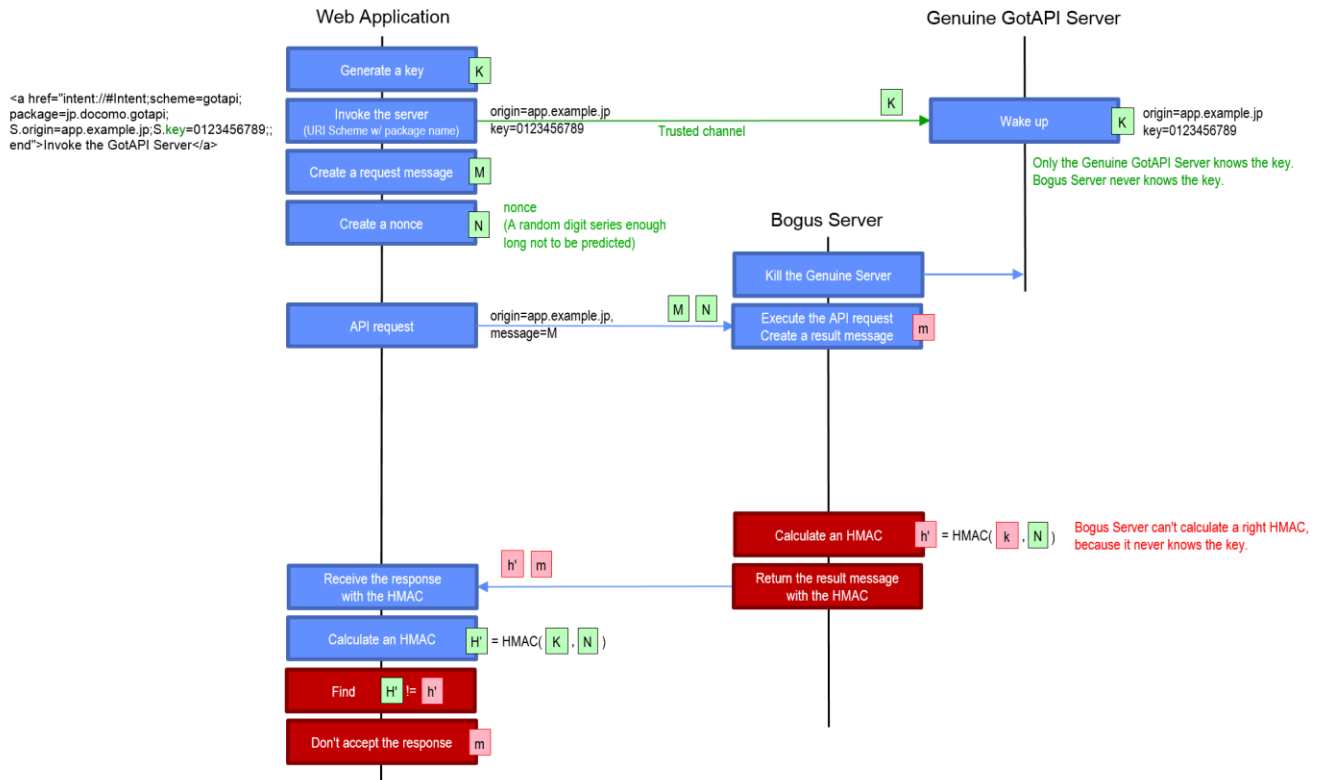 Web Application
Genuine GotAPI Server
Generate a key
K
<a href="intent://#Intent;scheme=gotapi;
package=jp.docomo.gotapi;
S.origin=app.example.jp;S.key=0123456789;;
end">Invoke the GotAPI Server</a>
Invoke the server
(URI Scheme w/ package name)
origin=app.example.jp
key=0123456789
K
Trusted channel
Wake up
K
origin=app.example.jp
key=0123456789
Only the Genuine GotAPI Server knows the key.
Bogus Server never knows the key.
Create a request message
M
Create a nonce
N
nonce
(A random digit series enough
long not to be predicted)
Bogus Server
Kill the Genuine Server
API request
origin=app.example.jp,
message=M
M N
Execute the API request
Create a result message
m
Calculate an HMAC
h' = HMAC( k , N )
Bogus Server can't calculate a right HMAC,
because it never knows the key.
Receive the response
with the HMAC
h' m
Return the result message
with the HMAC
Calculate an HMAC
H' = HMAC( K , N )
Find H' != h'
Don't accept the response
m